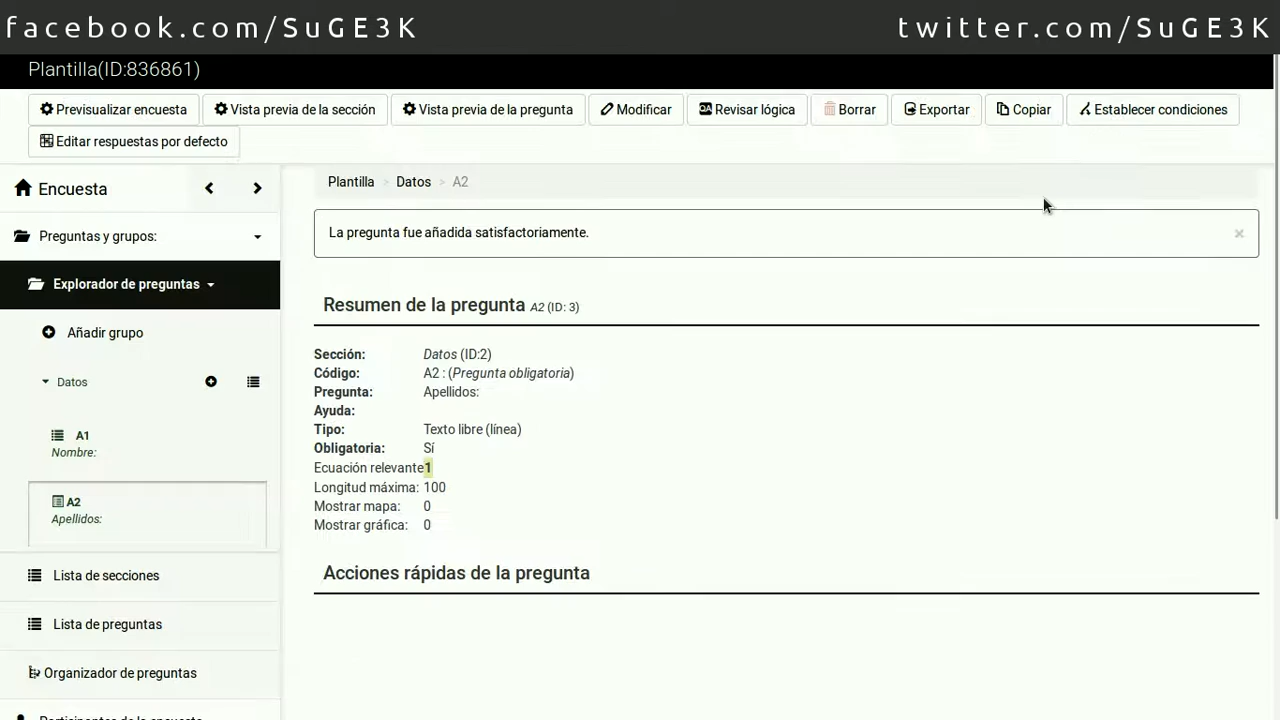 facebook.com/SuGE3K twitter.com/SuGE3K
Plantilla(ID:836861)
Previsualizar encuesta Vista previa de la sección Vista previa de la pregunta Modificar Revisar lógica Borrar Exportar Copiar Establecer condiciones
Editar respuestas por defecto
Encuesta
Plantilla > Datos > A2
La pregunta fue añadida satisfactoriamente. ×
Preguntas y grupos:
Explorador de preguntas
Añadir grupo
Datos
A1
Nombre:
A2
Apellidos:
Lista de secciones
Lista de preguntas
Organizador de preguntas
Participantes de la encuesta
Resumen de la pregunta A2 (ID: 3)
Sección: Datos (ID:2)
Código: A2 : (Pregunta obligatoria)
Pregunta: Apellidos:
Ayuda:
Tipo: Texto libre (línea)
Obligatoria: Sí
Ecuación relevante1
Longitud máxima: 100
Mostrar mapa: 0
Mostrar gráfica: 0
Acciones rápidas de la pregunta